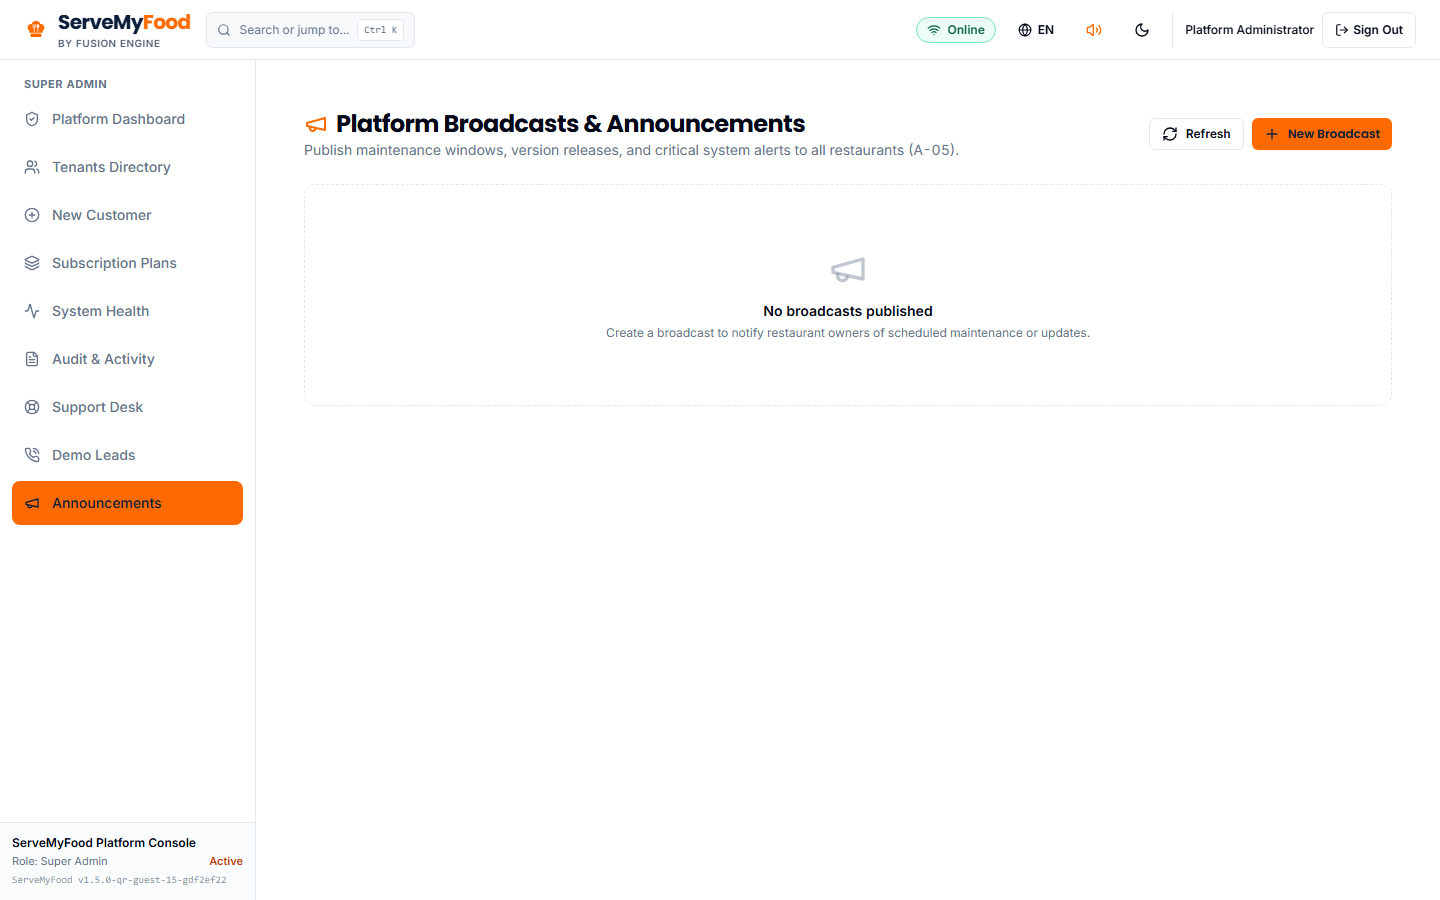 ServeMyFood
BY FUSION ENGINE
Search or jump to...
Ctrl K
Online
EN
Platform Administrator
Sign Out
SUPER ADMIN
Platform Dashboard
Tenants Directory
New Customer
Subscription Plans
System Health
Audit & Activity
Support Desk
Demo Leads
Announcements
Platform Broadcasts & Announcements
Publish maintenance windows, version releases, and critical system alerts to all restaurants (A-05).
Refresh
New Broadcast
No broadcasts published
Create a broadcast to notify restaurant owners of scheduled maintenance or updates.
ServeMyFood Platform Console
Role: Super Admin
Active
ServeMyFood v1.5.0-qr-guest-15-gdf2ef22